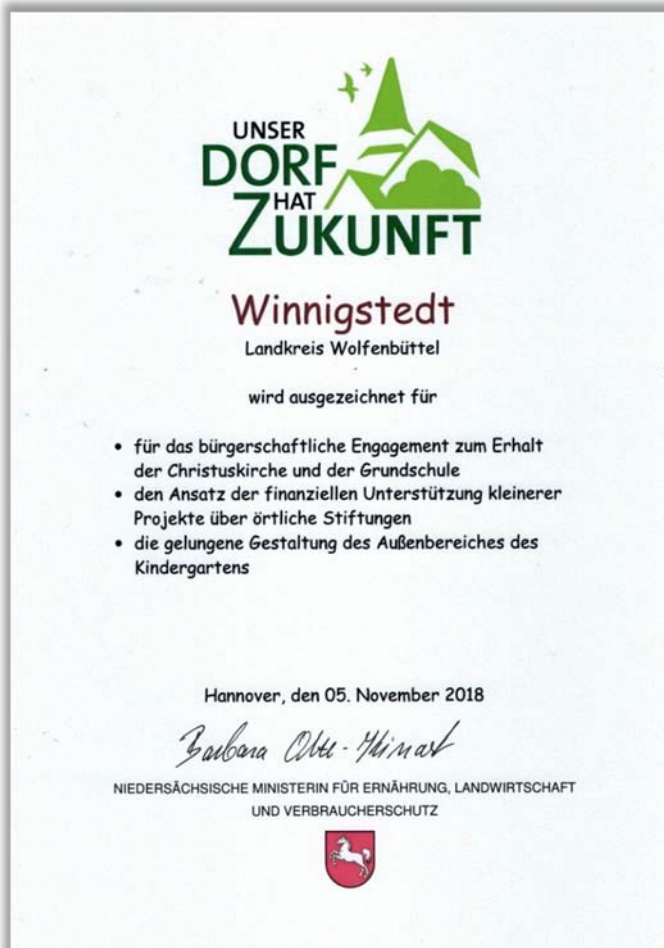 UNSER
DORF
HAT
ZUKUNFT
Winnigstedt
Landkreis Wolfenbüttel
wird ausgezeichnet für
• für das bürgerschaftliche Engagement zum Erhalt
der Christuskirche und der Grundschule
• den Ansatz der finanziellen Unterstützung kleinerer
Projekte über örtliche Stiftungen
• die gelungene Gestaltung des Außenbereiches des
Kindergartens
Hannover, den 05. November 2018
Barbara Otte-Kinast
NIEDERSÄCHSISCHE MINISTERIN FÜR ERNÄHRUNG, LANDWIRTSCHAFT
UND VERBRAUCHERSCHUTZ